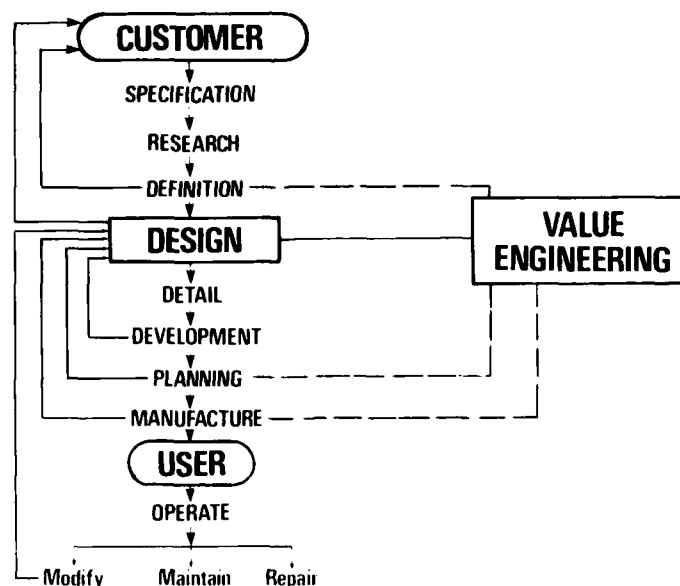 CUSTOMER
SPECIFICATION
RESEARCH
DEFINITION
DESIGN
VALUE
ENGINEERING
DETAIL
DEVELOPMENT
PLANNING
MANUFACTURE
USER
OPERATE
Modify Maintain Repair